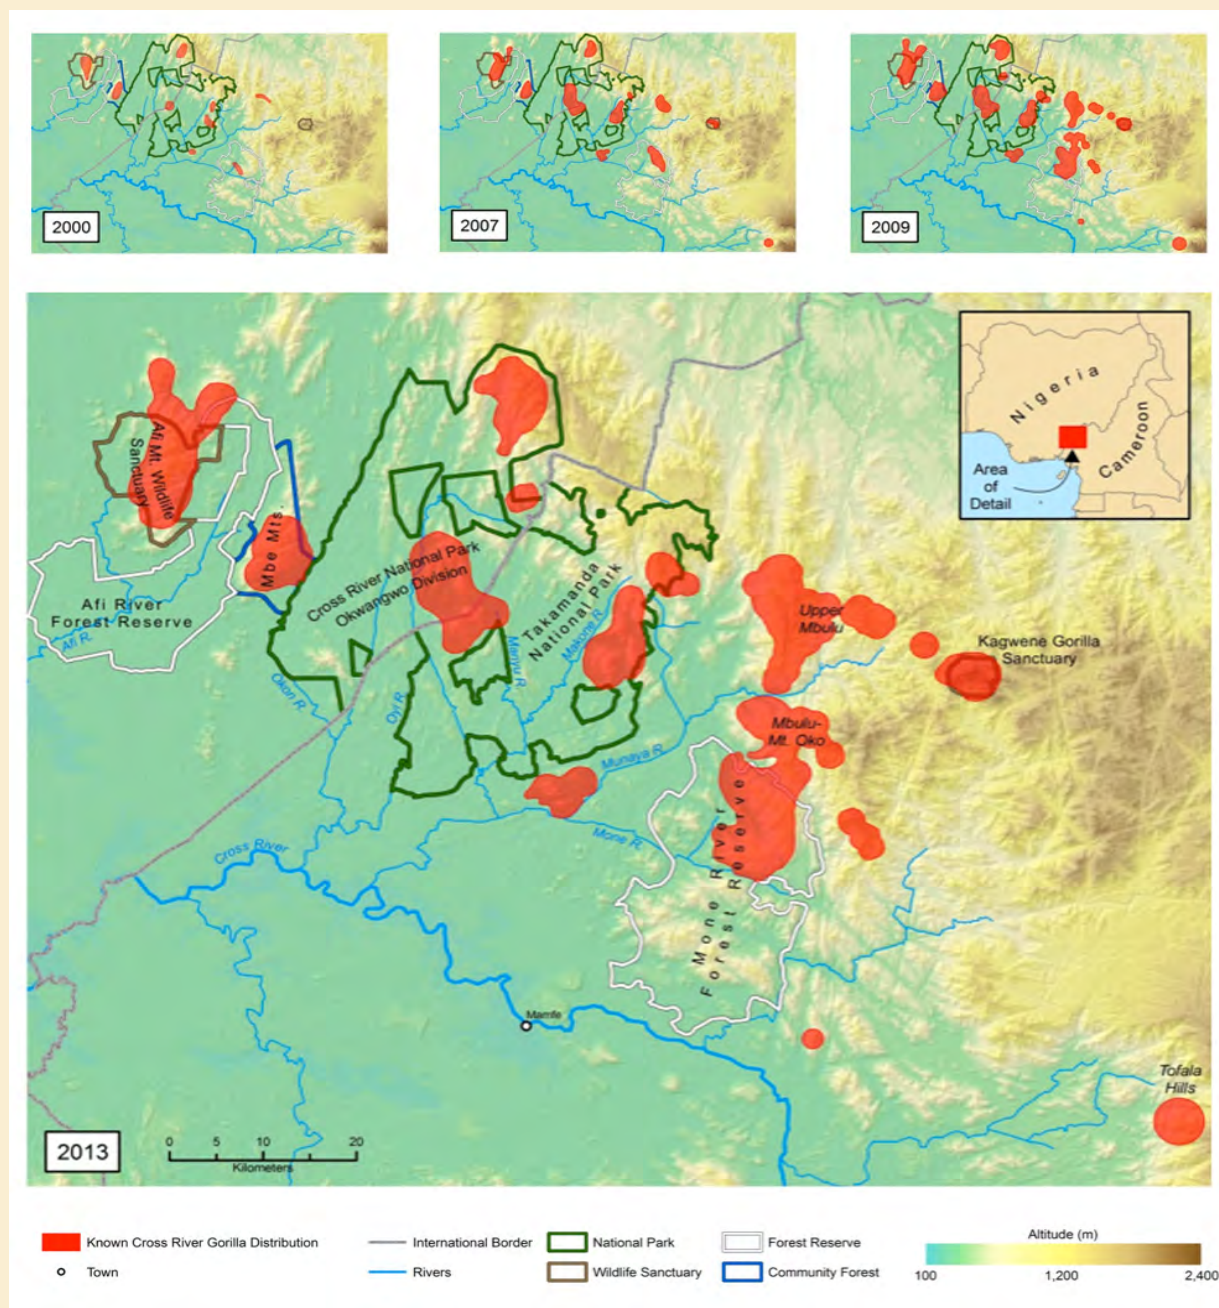 2000
2007
2009
Nigeria
Cameroon
Area
of
Detail
Afi Mt. Wildlife
Sanctuary
Mbe Mts.
Afi River
Forest Reserve
Afi R.
Cross River National Park
Okwangwo Division
Takamanda
National Park
Makone R.
Manyu R.
Oyi R.
Okon R.
Upper
Mbulu
Kagwene Gorilla
Sanctuary
Mbulu-
Mt. Oko
Munaya R.
Mone R.
Mone River
Forest Reserve
Cross River
Mamfe
Tofala
Hills
2013
0 5 10 20
Kilometers
Known Cross River Gorilla Distribution
International Border
National Park
Forest Reserve
Town
Rivers
Wildlife Sanctuary
Community Forest
Altitude (m)
100 1,200 2,400